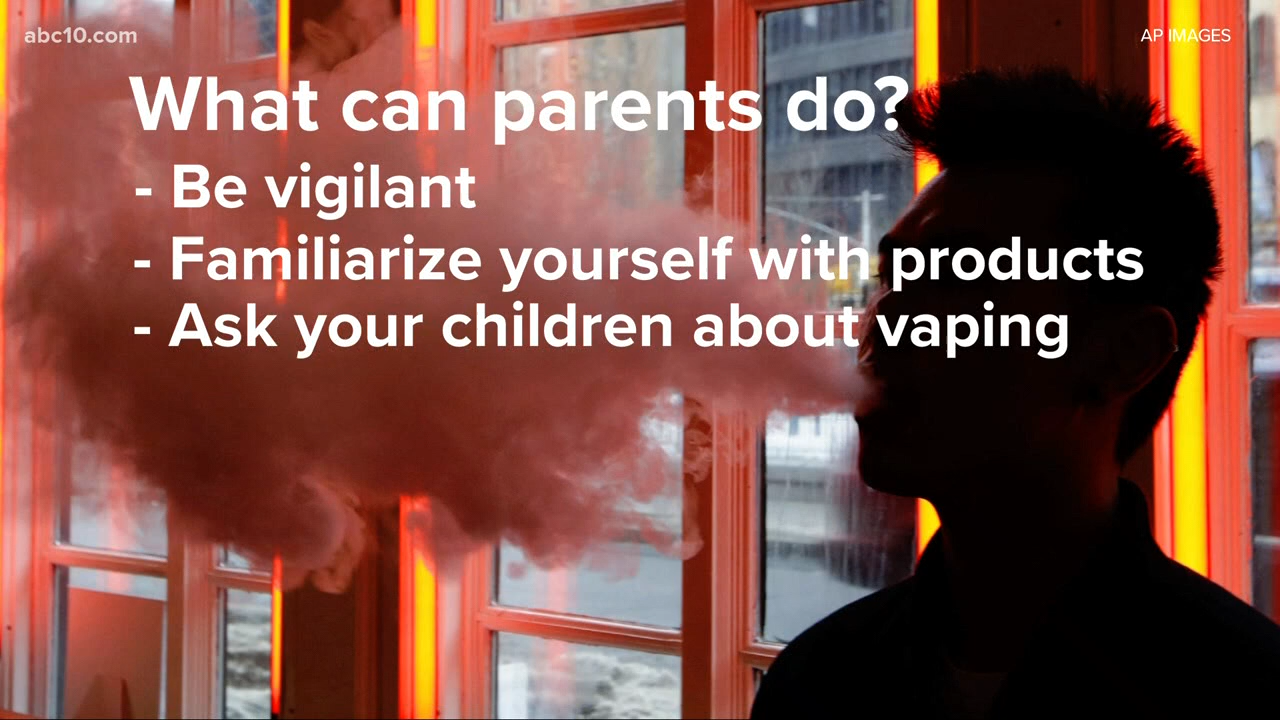 abc10.com
AP IMAGES
What can parents do?
- Be vigilant
- Familiarize yourself with products
- Ask your children about vaping